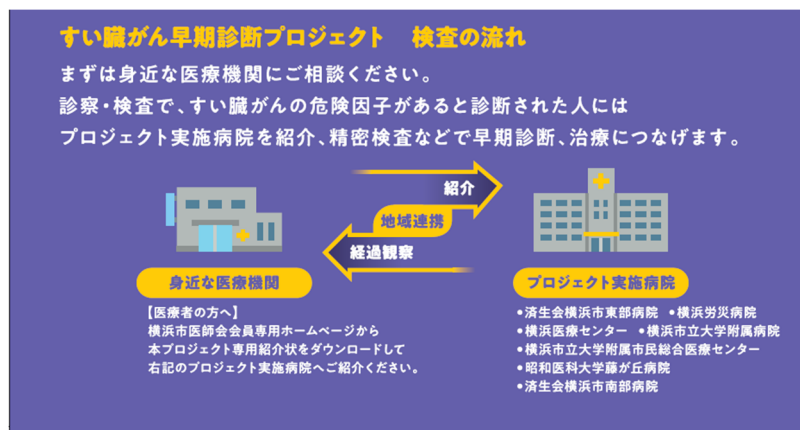 すい臓がん早期診断プロジェクト　検査の流れ
まずは身近な医療機関にご相談ください。
診察・検査で、すい臓がんの危険因子があると診断された人には
プロジェクト実施病院を紹介、精密検査などで早期診断、治療につなげます。
紹介
地域連携
経過観察
身近な医療機関
【医療者の方へ】
横浜市医師会会員専用ホームページから
本プロジェクト専用紹介状をダウンロードして
右記のプロジェクト実施病院へご紹介ください。
プロジェクト実施病院
•済生会横浜市東部病院　•横浜労災病院
•横浜医療センター　•横浜市立大学附属病院
•横浜市立大学附属市民総合医療センター
•昭和医科大学藤が丘病院
•済生会横浜市南部病院